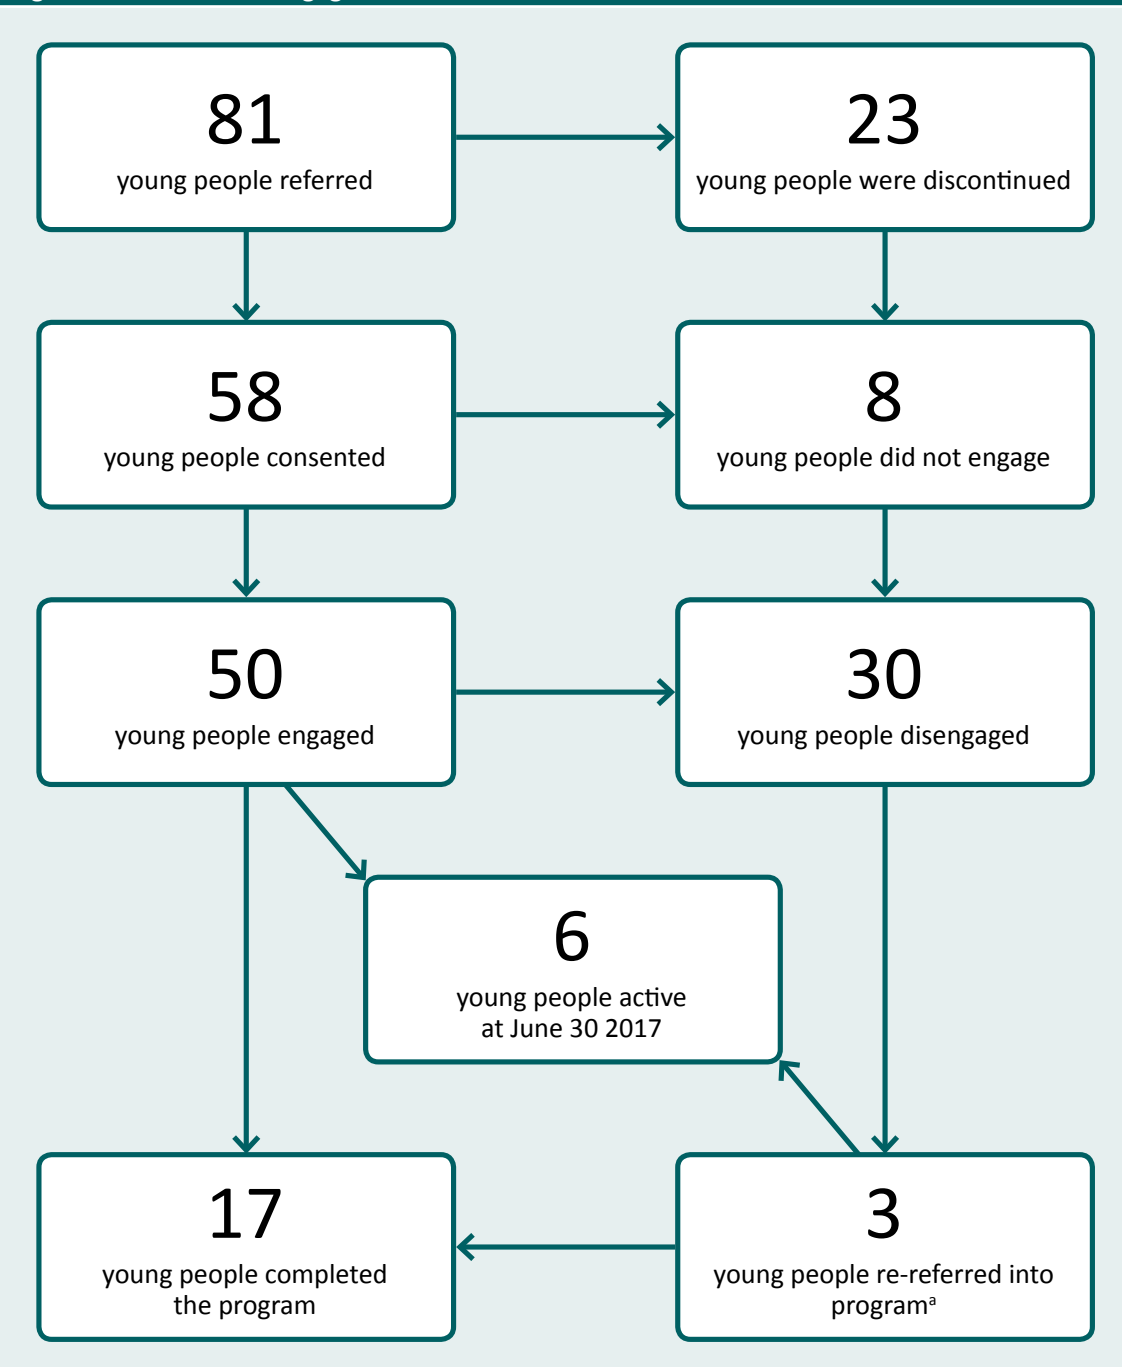 81
young people referred
23
young people were discontinued
58
young people consented
8
young people did not engage
50
young people engaged
30
young people disengaged
6
young people active
at June 30 2017
17
young people completed
the program
3
young people re-referred into
programᵃ